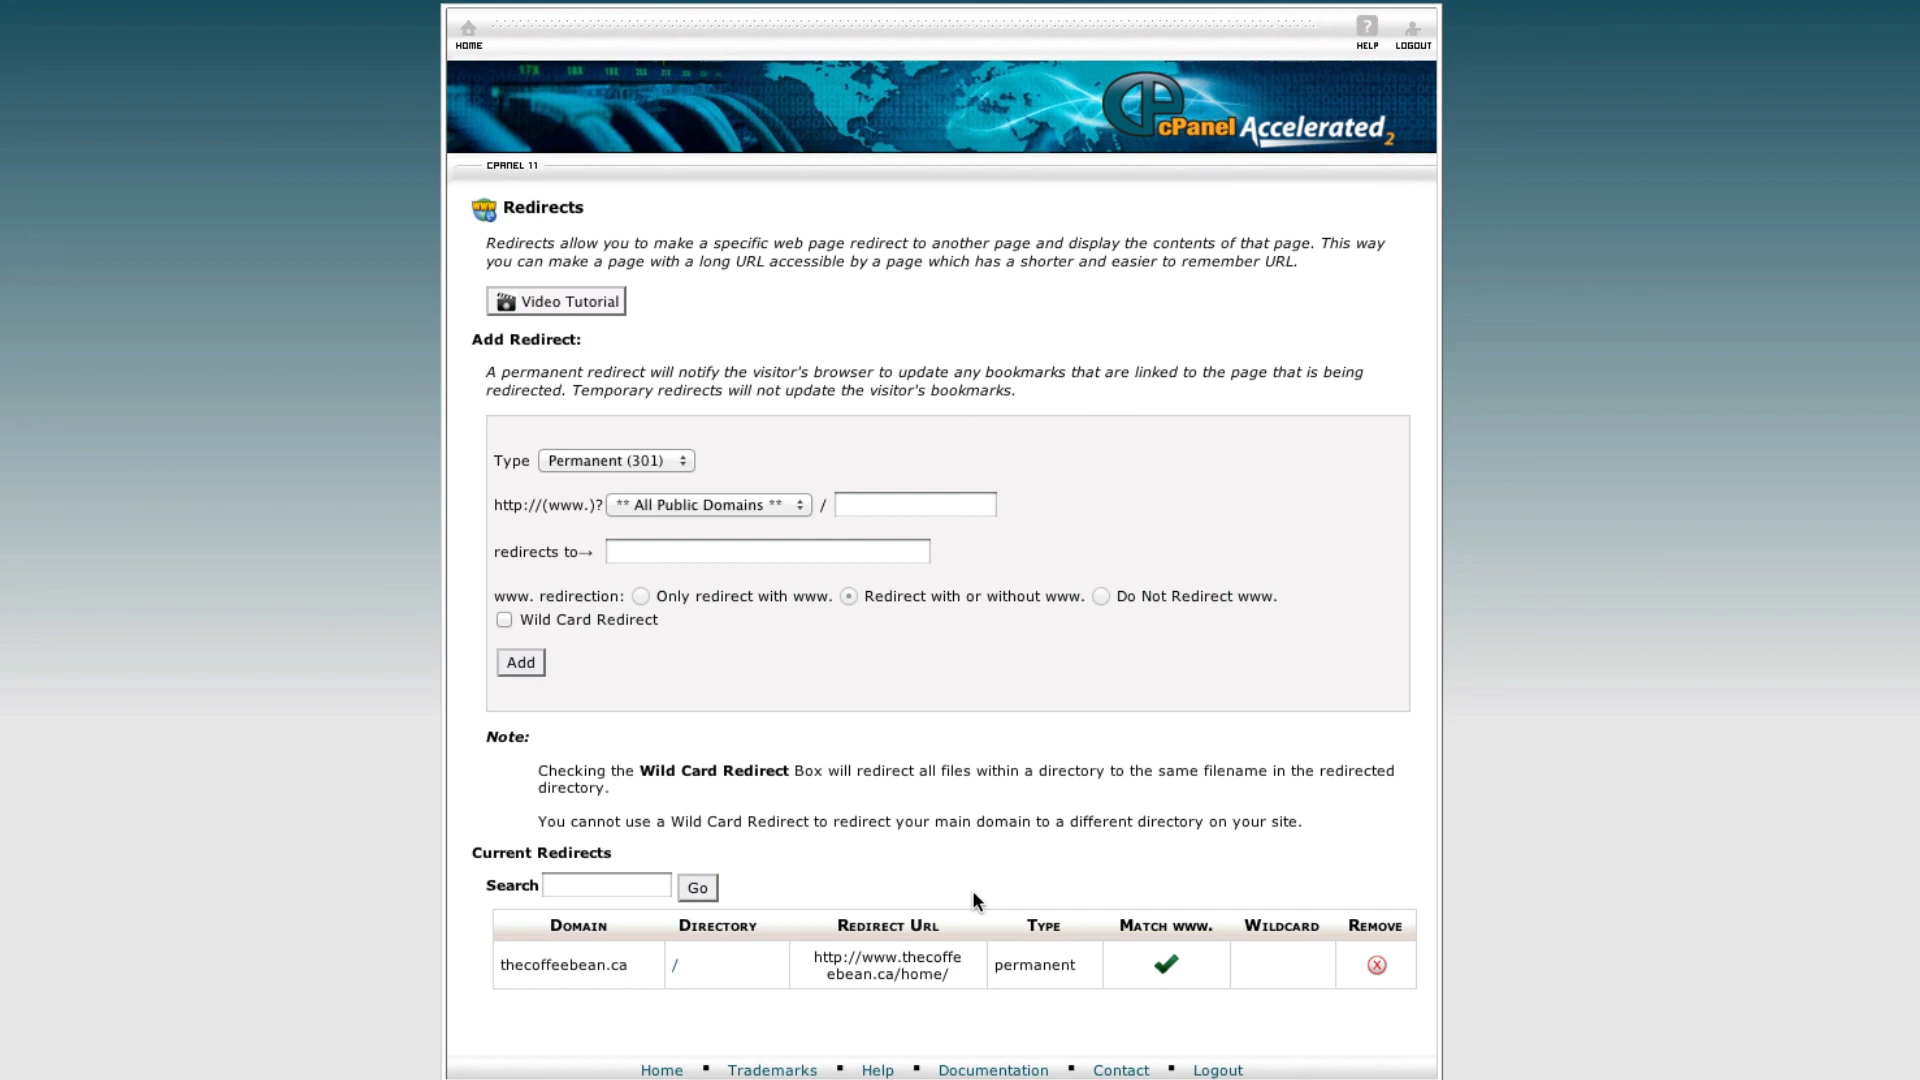 HOME
HELP
LOGOUT
cPanel Accelerated2
CPANEL 11
Redirects
Redirects allow you to make a specific web page redirect to another page and display the contents of that page. This way
you can make a page with a long URL accessible by a page which has a shorter and easier to remember URL.
Video Tutorial
Add Redirect:
A permanent redirect will notify the visitor's browser to update any bookmarks that are linked to the page that is being
redirected. Temporary redirects will not update the visitor's bookmarks.
Type Permanent (301)
http://(www.)? ** All Public Domains ** /
redirects to→
www. redirection: Only redirect with www. Redirect with or without www. Do Not Redirect www.
Wild Card Redirect
Add
Note:
Checking the Wild Card Redirect Box will redirect all files within a directory to the same filename in the redirected
directory.
You cannot use a Wild Card Redirect to redirect your main domain to a different directory on your site.
Current Redirects
Search Go
DOMAIN DIRECTORY REDIRECT URL TYPE MATCH WWW. WILDCARD REMOVE
thecoffeebean.ca / http://www.thecoffe permanent
ebean.ca/home/
Home ▪ Trademarks ▪ Help ▪ Documentation ▪ Contact ▪ Logout